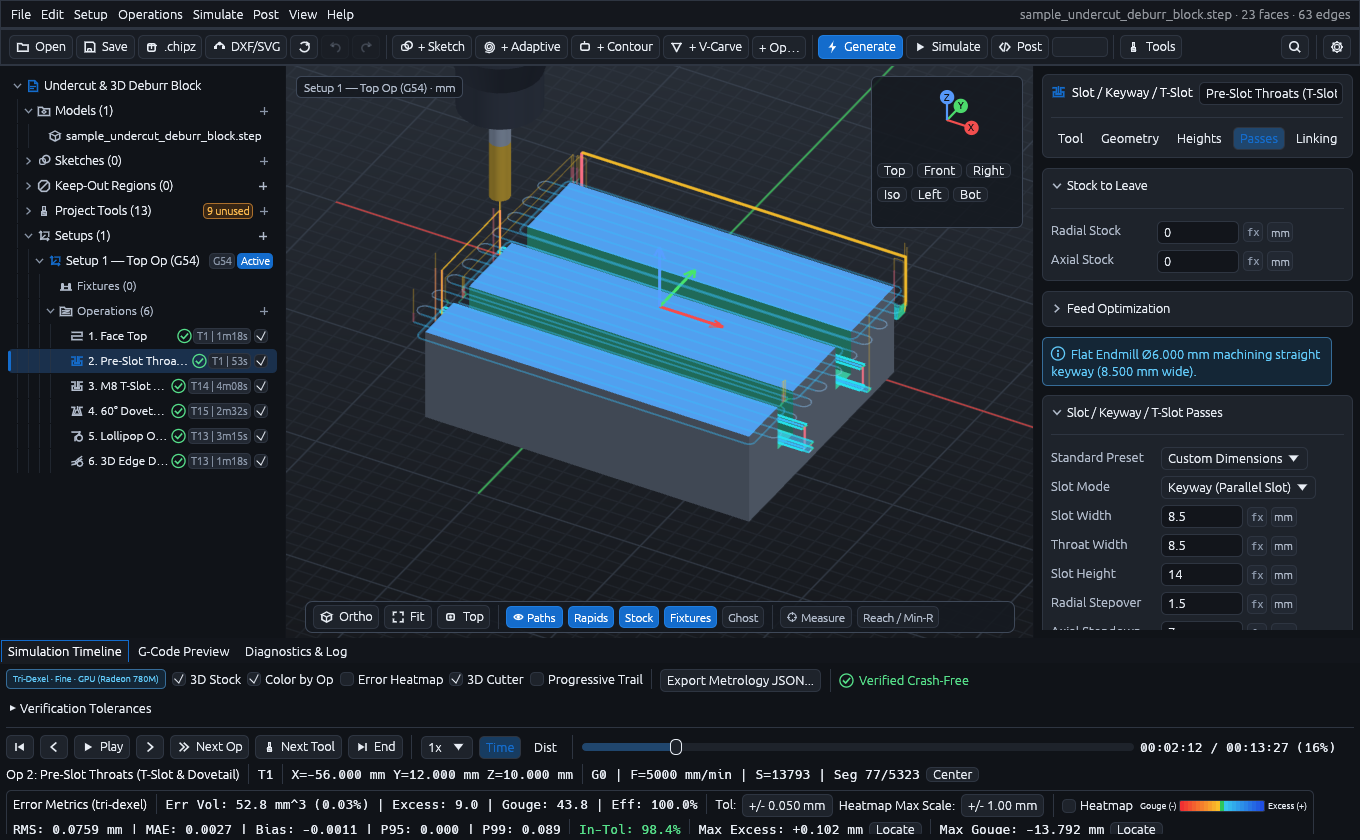 File Edit Setup Operations Simulate Post View Help sample_undercut_deburr_block.step · 23 faces · 63 edges
Open Save .chipz DXF/SVG + Sketch + Adaptive + Contour + V-Carve + Op... Generate Simulate Post Tools
Undercut & 3D Deburr Block
Models (1) +
sample_undercut_deburr_block.step
Sketches (0) +
Keep-Out Regions (0) +
Project Tools (13) 9 unused +
Setups (1) +
Setup 1 — Top Op (G54) G54 Active
Fixtures (0)
Operations (6) +
1. Face Top T1 | 1m18s
2. Pre-Slot Throa... T1 | 53s
3. M8 T-Slot ... T14 | 4m08s
4. 60° Dovet... T15 | 2m32s
5. Lollipop O... T13 | 3m15s
6. 3D Edge D... T13 | 1m18s
Setup 1 — Top Op (G54) · mm
Z Y X
Top Front Right
Iso Left Bot
Ortho Fit Top Paths Rapids Stock Fixtures Ghost Measure Reach / Min-R
Slot / Keyway / T-Slot Pre-Slot Throats (T-Slot
Tool Geometry Heights Passes Linking
Stock to Leave
Radial Stock 0 fx mm
Axial Stock 0 fx mm
Feed Optimization
Flat Endmill Ø6.000 mm machining straight
keyway (8.500 mm wide).
Slot / Keyway / T-Slot Passes
Standard Preset Custom Dimensions
Slot Mode Keyway (Parallel Slot)
Slot Width 8.5 fx mm
Throat Width 8.5 fx mm
Slot Height 14 fx mm
Radial Stepover 1.5 fx mm
Axial Stepdown 7
Simulation Timeline G-Code Preview Diagnostics & Log
Tri-Dexel · Fine · GPU (Radeon 780M) 3D Stock Color by Op Error Heatmap 3D Cutter Progressive Trail Export Metrology JSON... Verified Crash-Free
Verification Tolerances
Play Next Op Next Tool End 1x Time Dist 00:02:12 / 00:13:27 (16%)
Op 2: Pre-Slot Throats (T-Slot & Dovetail) T1 X=-56.000 mm Y=12.000 mm Z=10.000 mm G0 | F=5000 mm/min | S=13793 | Seg 77/5323 Center
Error Metrics (tri-dexel) Err Vol: 52.8 mm^3 (0.03%) | Excess: 9.0 | Gouge: 43.8 | Eff: 100.0% Tol: +/- 0.050 mm Heatmap Max Scale: +/- 1.00 mm Heatmap Gouge (-) Excess (+)
RMS: 0.0759 mm | MAE: 0.0027 | Bias: -0.0011 | P95: 0.000 | P99: 0.089 In-Tol: 98.4% Max Excess: +0.102 mm Locate Max Gouge: -13.792 mm Locate